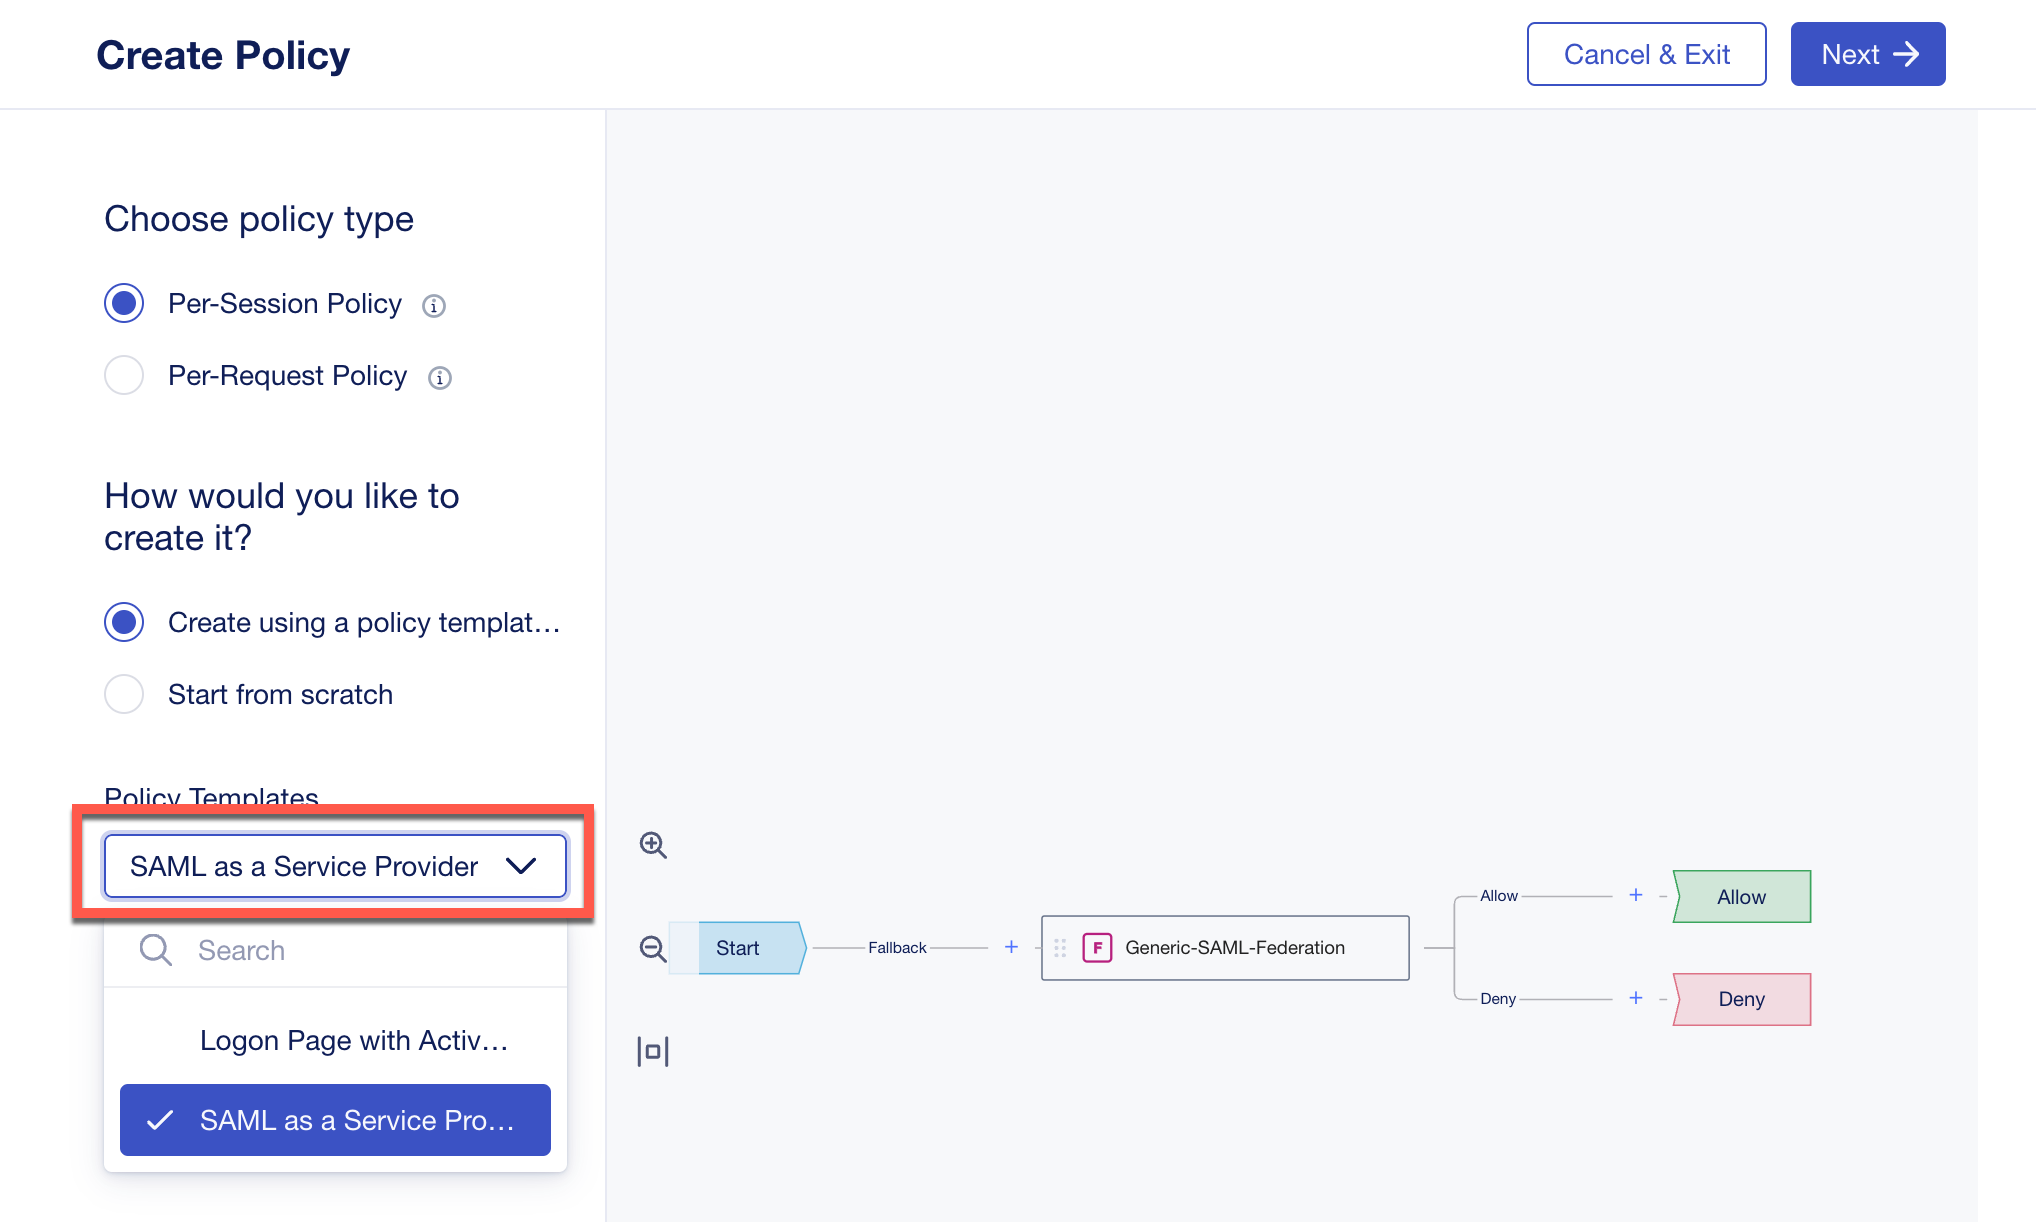 Create Policy
Cancel & Exit
Next
Choose policy type
Per-Session Policy
Per-Request Policy
How would you like to
create it?
Create using a policy templat...
Start from scratch
Policy Templates
SAML as a Service Provider
Search
Logon Page with Activ...
SAML as a Service Pro...
Start
Fallback
+
F
Generic-SAML-Federation
Allow
+
Allow
Deny
+
Deny